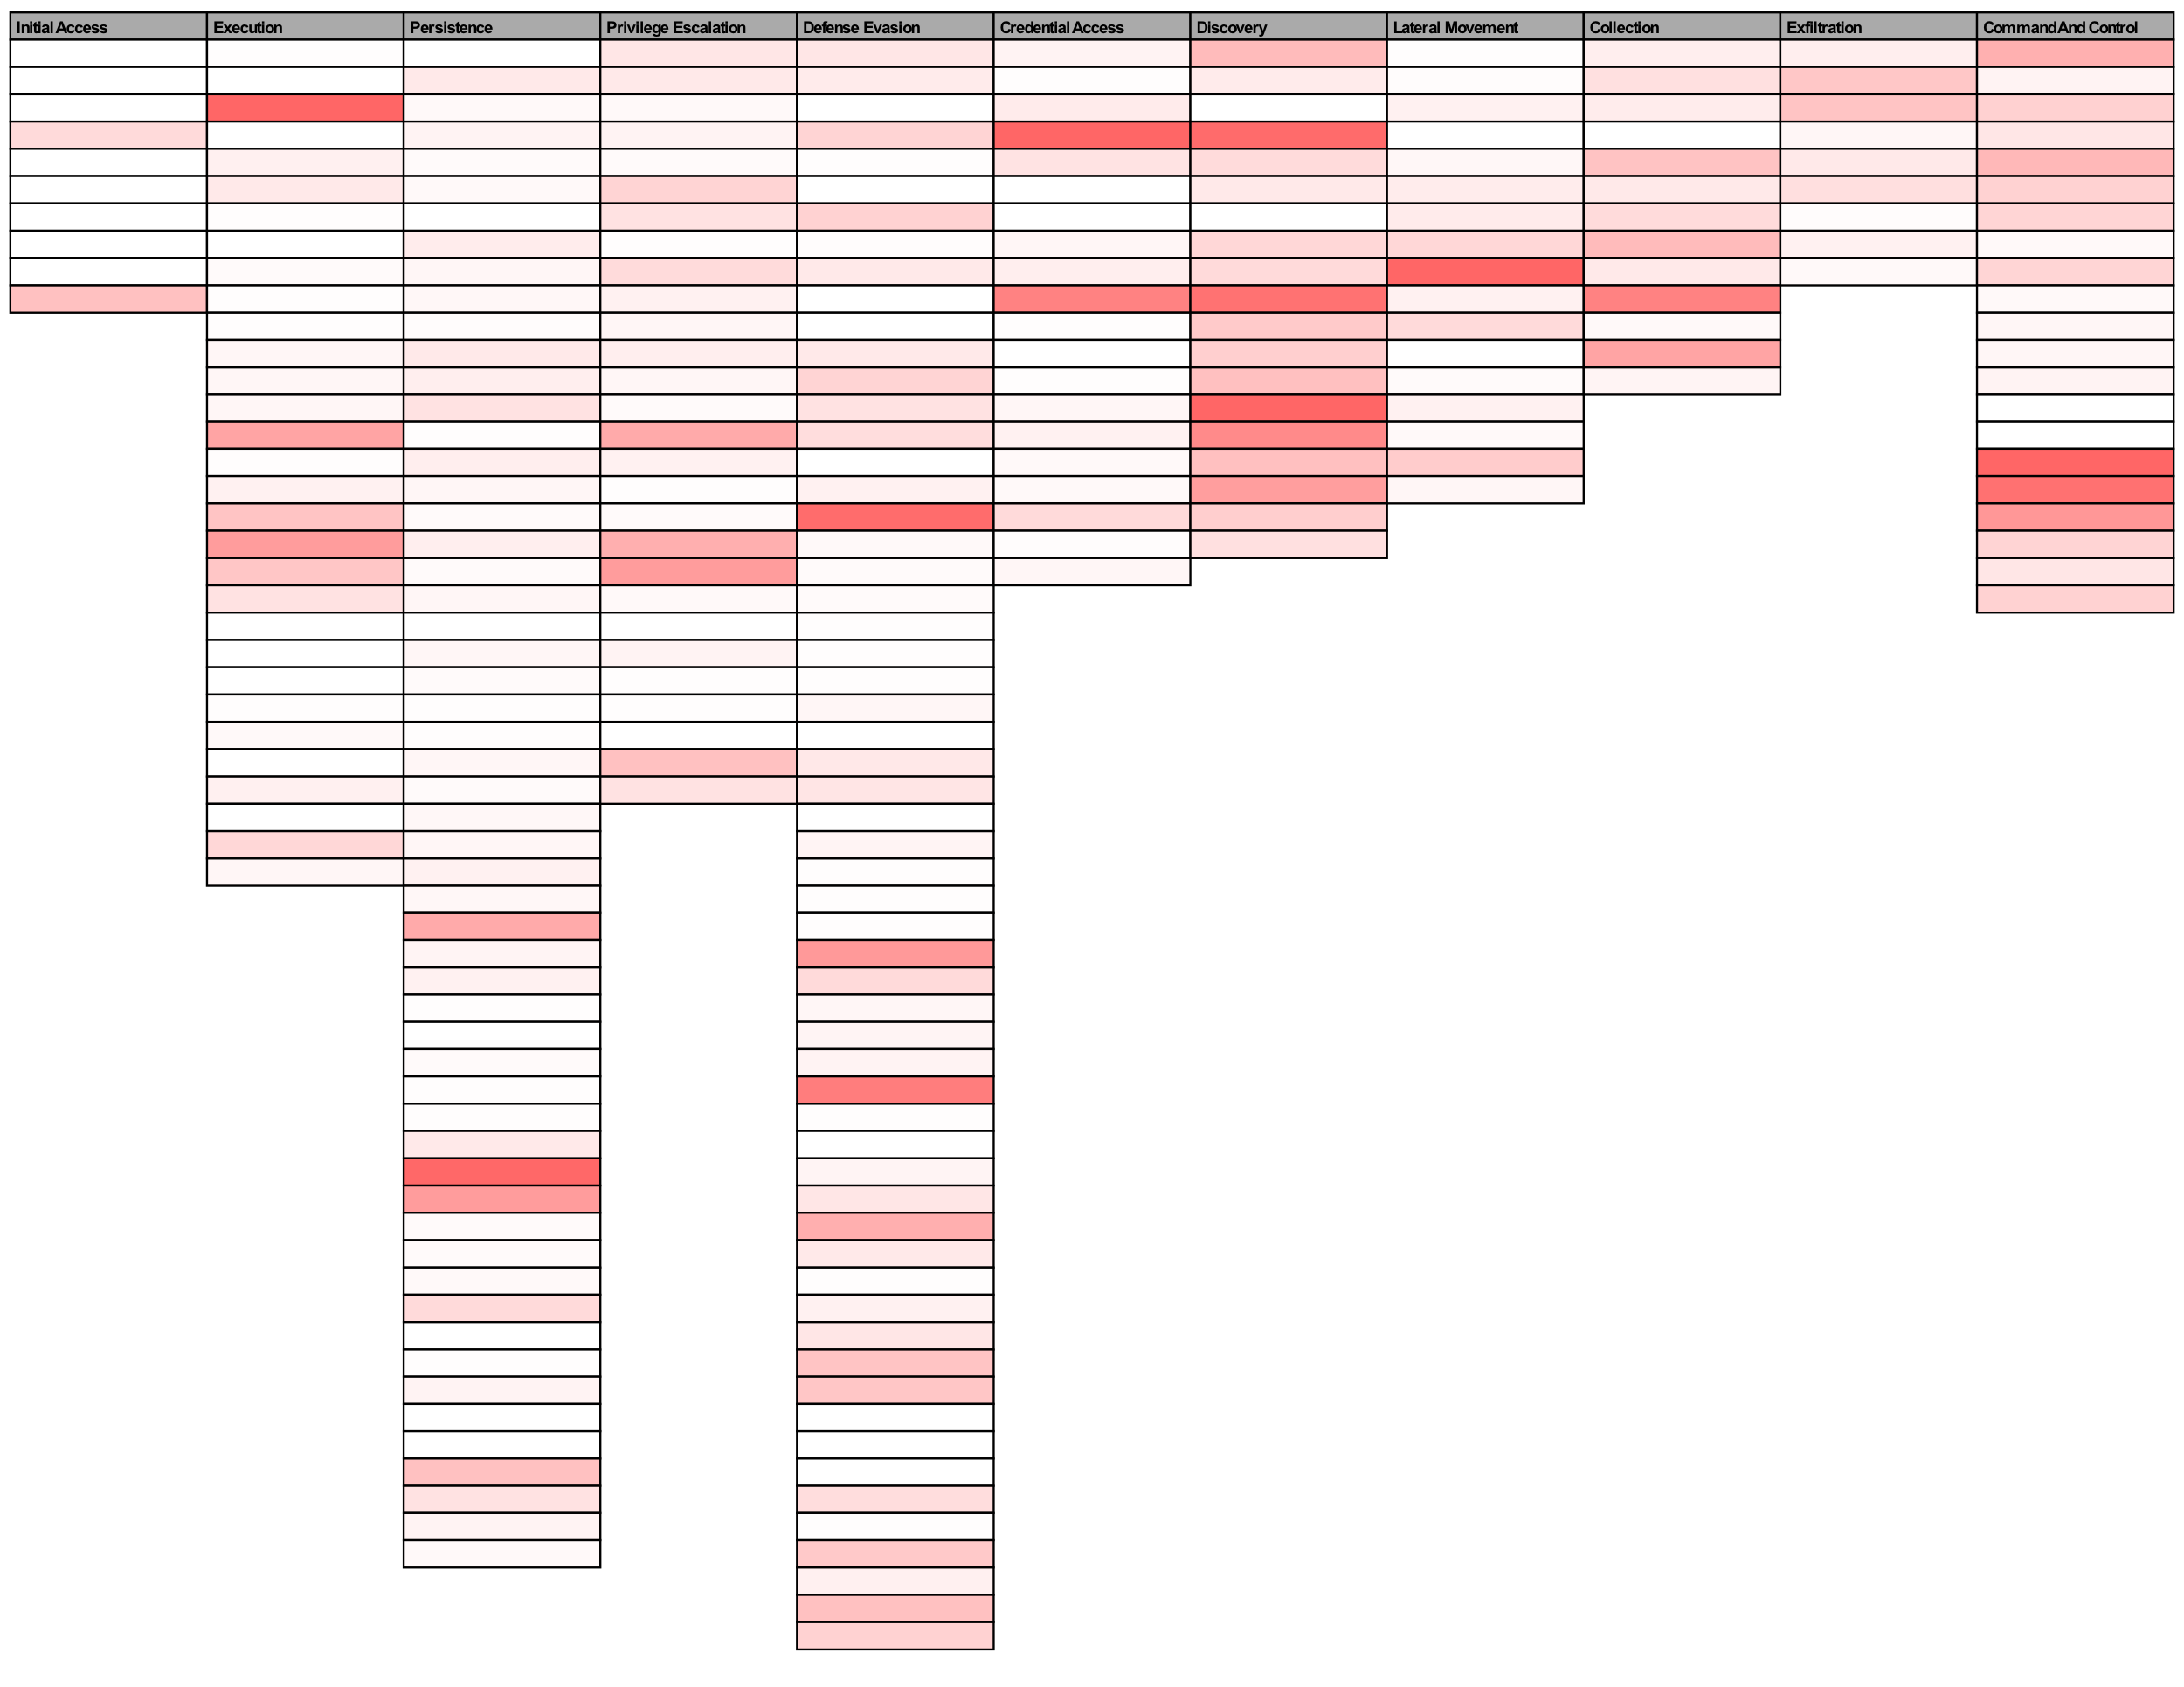 Initial Access Execution Persistence Privilege Escalation Defense Evasion Credential Access Discovery Lateral Movement Collection Exfiltration Command And Control